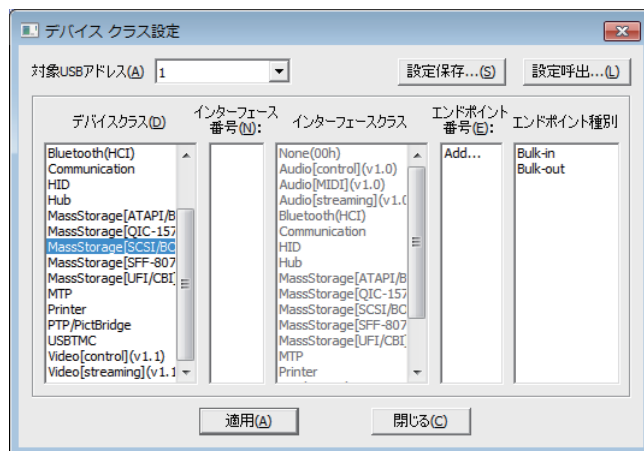 デバイス クラス設定
対象USBアドレス(A) 1 設定保存...(S) 設定呼出...(L)
デバイスクラス(D)
インターフェース
番号(N):
インターフェースクラス
エンドポイント
番号(E):
エンドポイント種別
Bluetooth(HCI)
Communication
HID
Hub
MassStorage[ATAPI/B
MassStorage[QIC-157
MassStorage[SCSI/BC
MassStorage[SFF-807
MassStorage[UFI/CBI]
MTP
Printer
PTP/PictBridge
USBTMC
Video[control](v1.1)
Video[streaming](v1.1
None(00h)
Audio[control](v1.0)
Audio[MIDI](v1.0)
Audio[streaming](v1.0
Bluetooth(HCI)
Communication
HID
Hub
MassStorage[ATAPI/B
MassStorage[QIC-157
MassStorage[SCSI/BC
MassStorage[SFF-807
MassStorage[UFI/CBI]
MTP
Printer
Add...
Bulk-in
Bulk-out
適用(A) 閉じる(C)